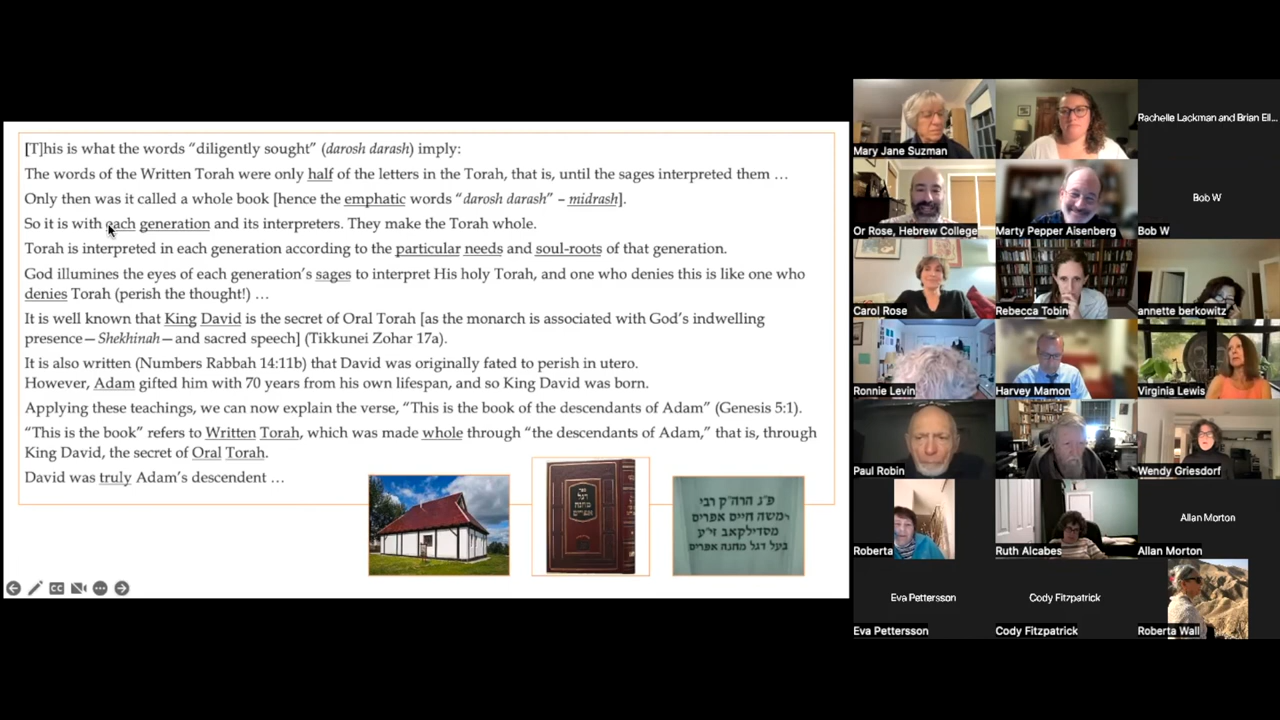 [T]his is what the words “diligently sought” (darosh darash) imply:
The words of the Written Torah were only half of the letters in the Torah, that is, until the sages interpreted them …
Only then was it called a whole book [hence the emphatic words “darosh darash” – midrash].
So it is with each generation and its interpreters. They make the Torah whole.
Torah is interpreted in each generation according to the particular needs and soul-roots of that generation.
God illumines the eyes of each generation’s sages to interpret His holy Torah, and one who denies this is like one who
denies Torah (perish the thought!) …
It is well known that King David is the secret of Oral Torah [as the monarch is associated with God’s indwelling
presence—Shekhinah—and sacred speech] (Tikkunei Zohar 17a).
It is also written (Numbers Rabbah 14:11b) that David was originally fated to perish in utero.
However, Adam gifted him with 70 years from his own lifespan, and so King David was born.
Applying these teachings, we can now explain the verse, “This is the book of the descendants of Adam” (Genesis 5:1).
“This is the book” refers to Written Torah, which was made whole through “the descendants of Adam,” that is, through
King David, the secret of Oral Torah.
David was truly Adam’s descendent …
דגל
מחנה
אפרים
פ״נ הרה״ק רבי
משה חיים אפרים
מסדילקאב זי״ע
בעל דגל מחנה אפרים
CC
Mary Jane Suzman
Rachelle Lackman and Brian Ell...
Or Rose, Hebrew College
Marty Pepper Aisenberg
Bob W
Bob W
Carol Rose
Rebecca Tobin
annette berkowitz
Ronnie Levin
Harvey Mamon
Virginia Lewis
Paul Robin
Wendy Griesdorf
Roberta
Ruth Alcabes
Allan Morton
Allan Morton
Eva Pettersson
Cody Fitzpatrick
Eva Pettersson
Cody Fitzpatrick
Roberta Wall